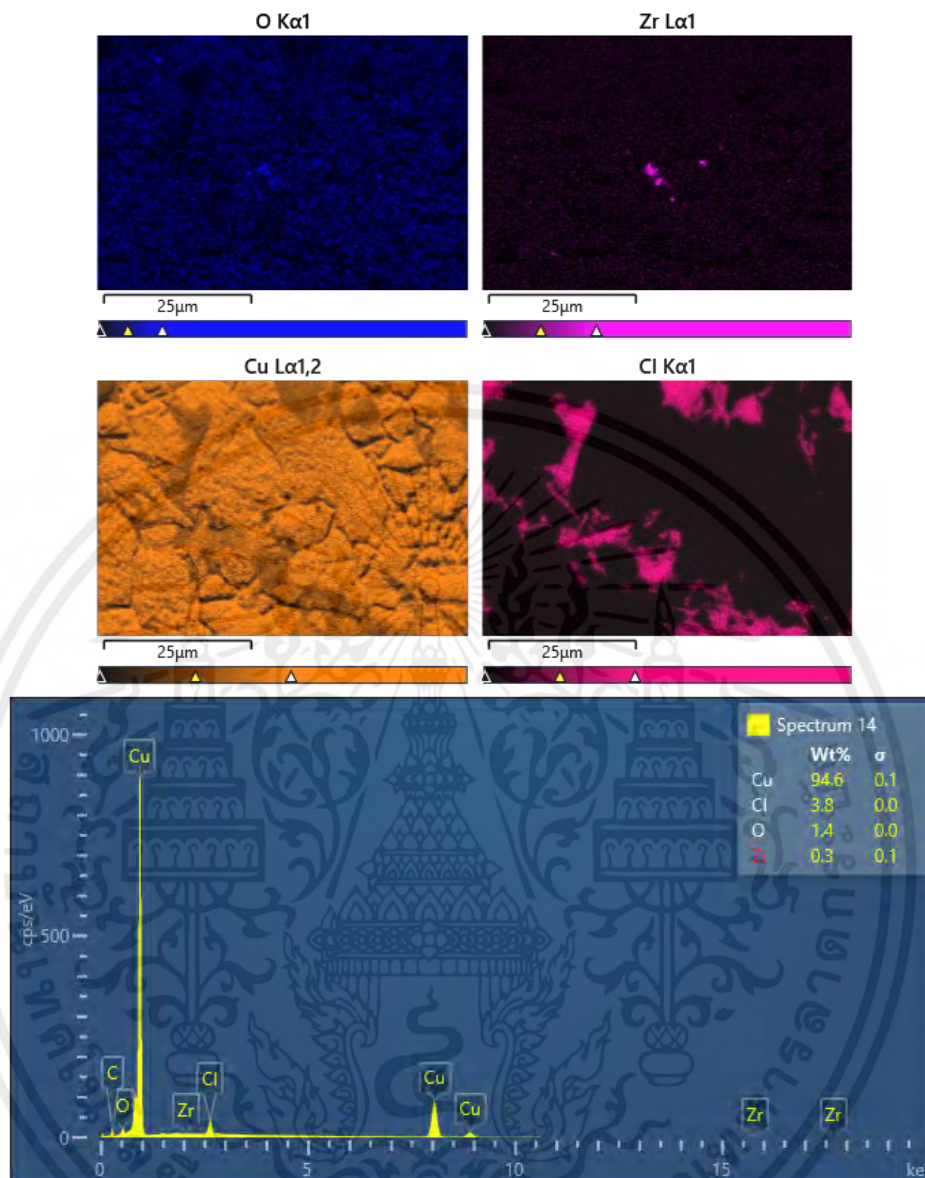 O Kα1
Zr Lα1
25μm
25μm
Cu Lα1,2
Cl Kα1
25μm
25μm
Spectrum 14
Wt% σ
Cu 94.6 0.1
Cl 3.8 0.0
O 1.4 0.0
Zr 0.3 0.1
cps/eV
1000
500
0
Cu
C
O
Zr
Cl
Cu
Cu
Zr
Zr
0 5 10 15 ke